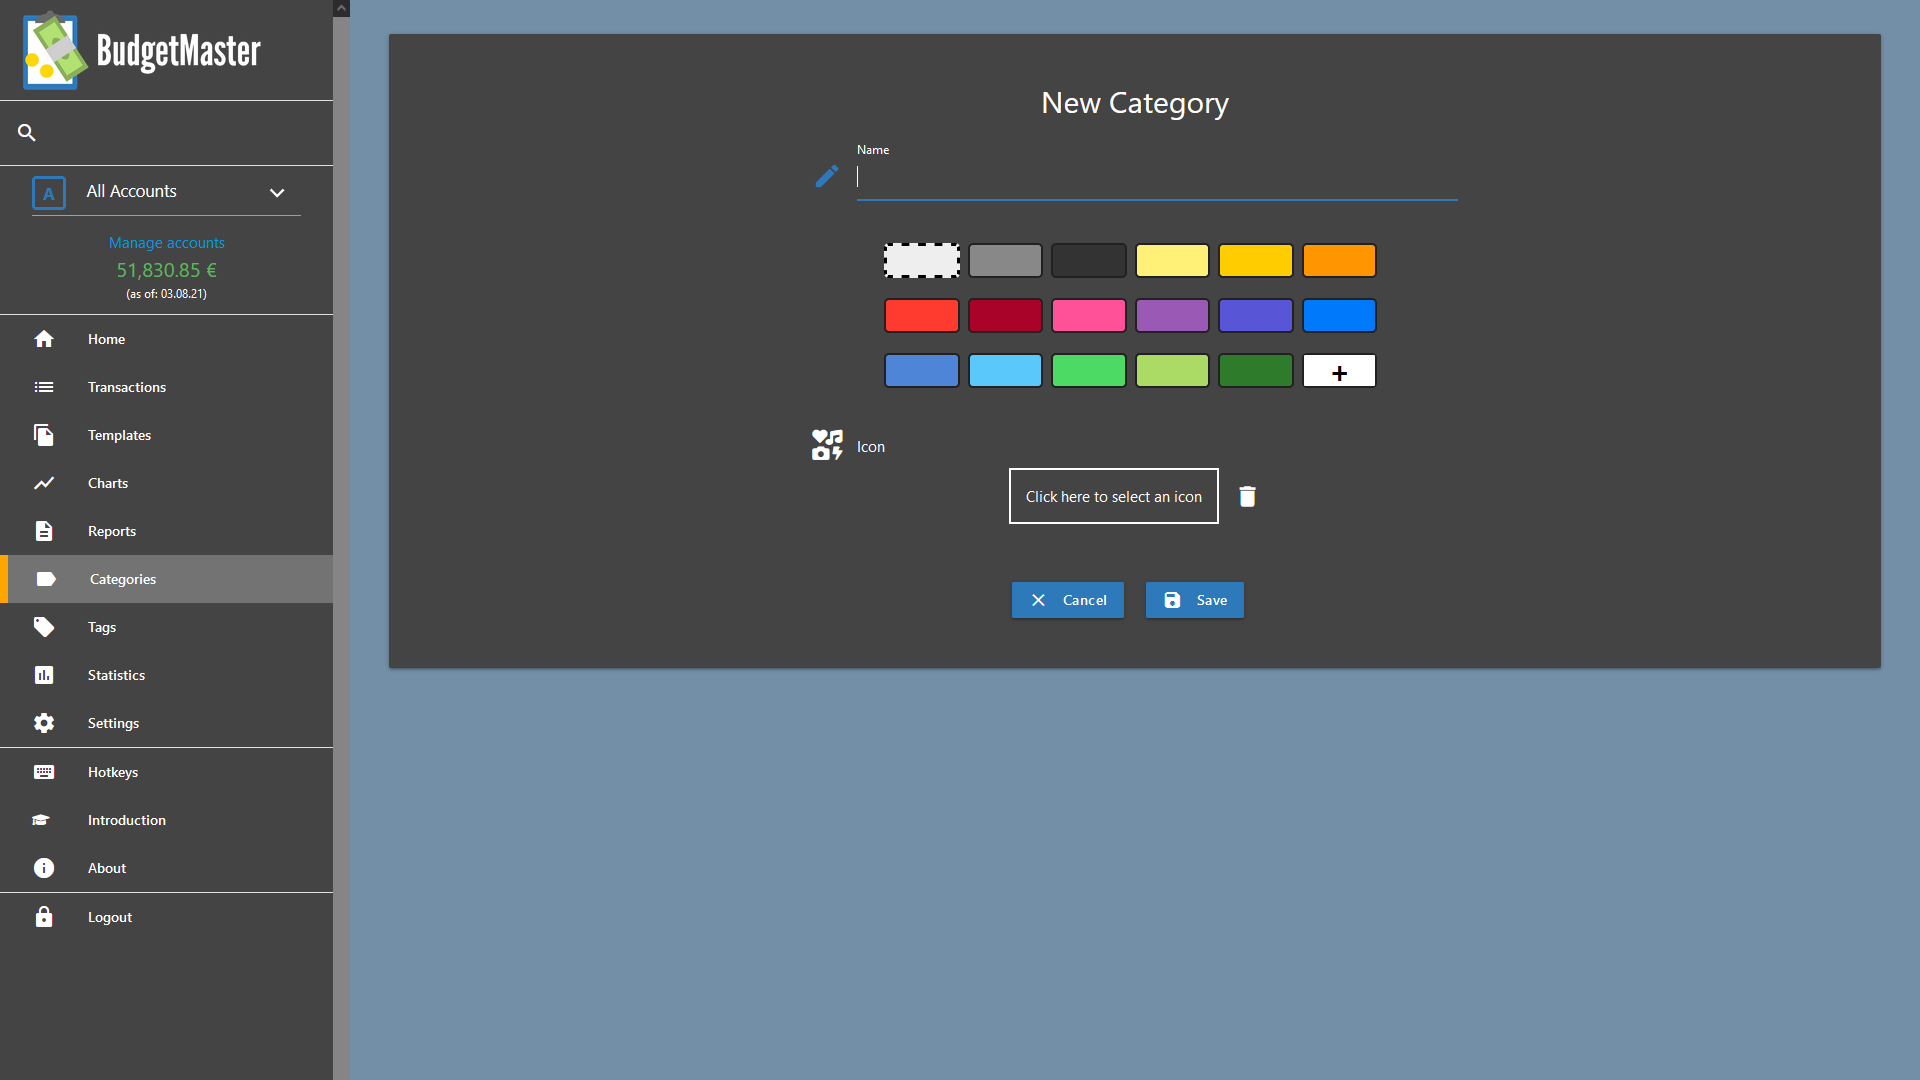 BudgetMaster
A
All Accounts
Manage accounts
51,830.85 €
(as of: 03.08.21)
Home
Transactions
Templates
Charts
Reports
Categories
Tags
Statistics
Settings
Hotkeys
Introduction
About
Logout
New Category
Name
+
Icon
Click here to select an icon
Cancel
Save